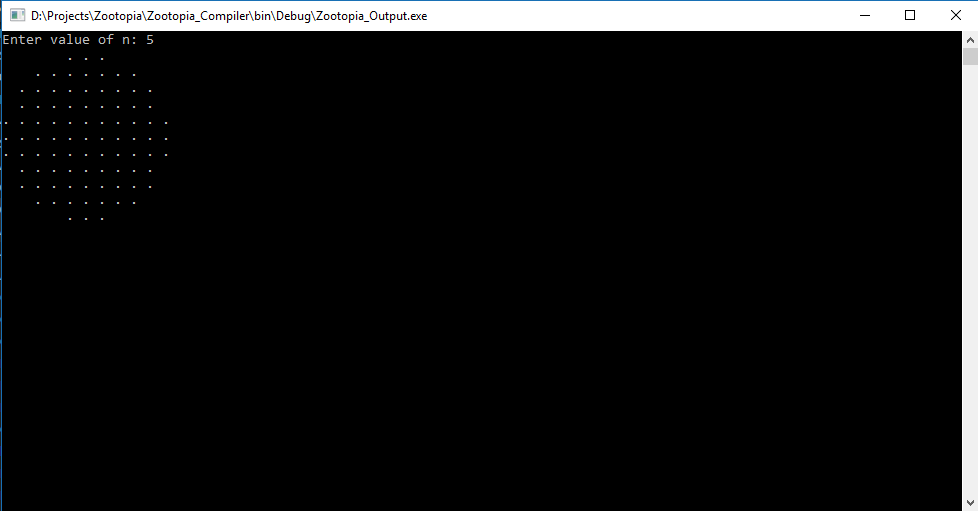 D:\Projects\Zootopia\Zootopia_Compiler\bin\Debug\Zootopia_Output.exe
Enter value of n: 5
        . . .
    . . . . . . .
  . . . . . . . . .
  . . . . . . . . .
. . . . . . . . . . .
. . . . . . . . . . .
. . . . . . . . . . .
  . . . . . . . . .
  . . . . . . . . .
    . . . . . . .
        . . .